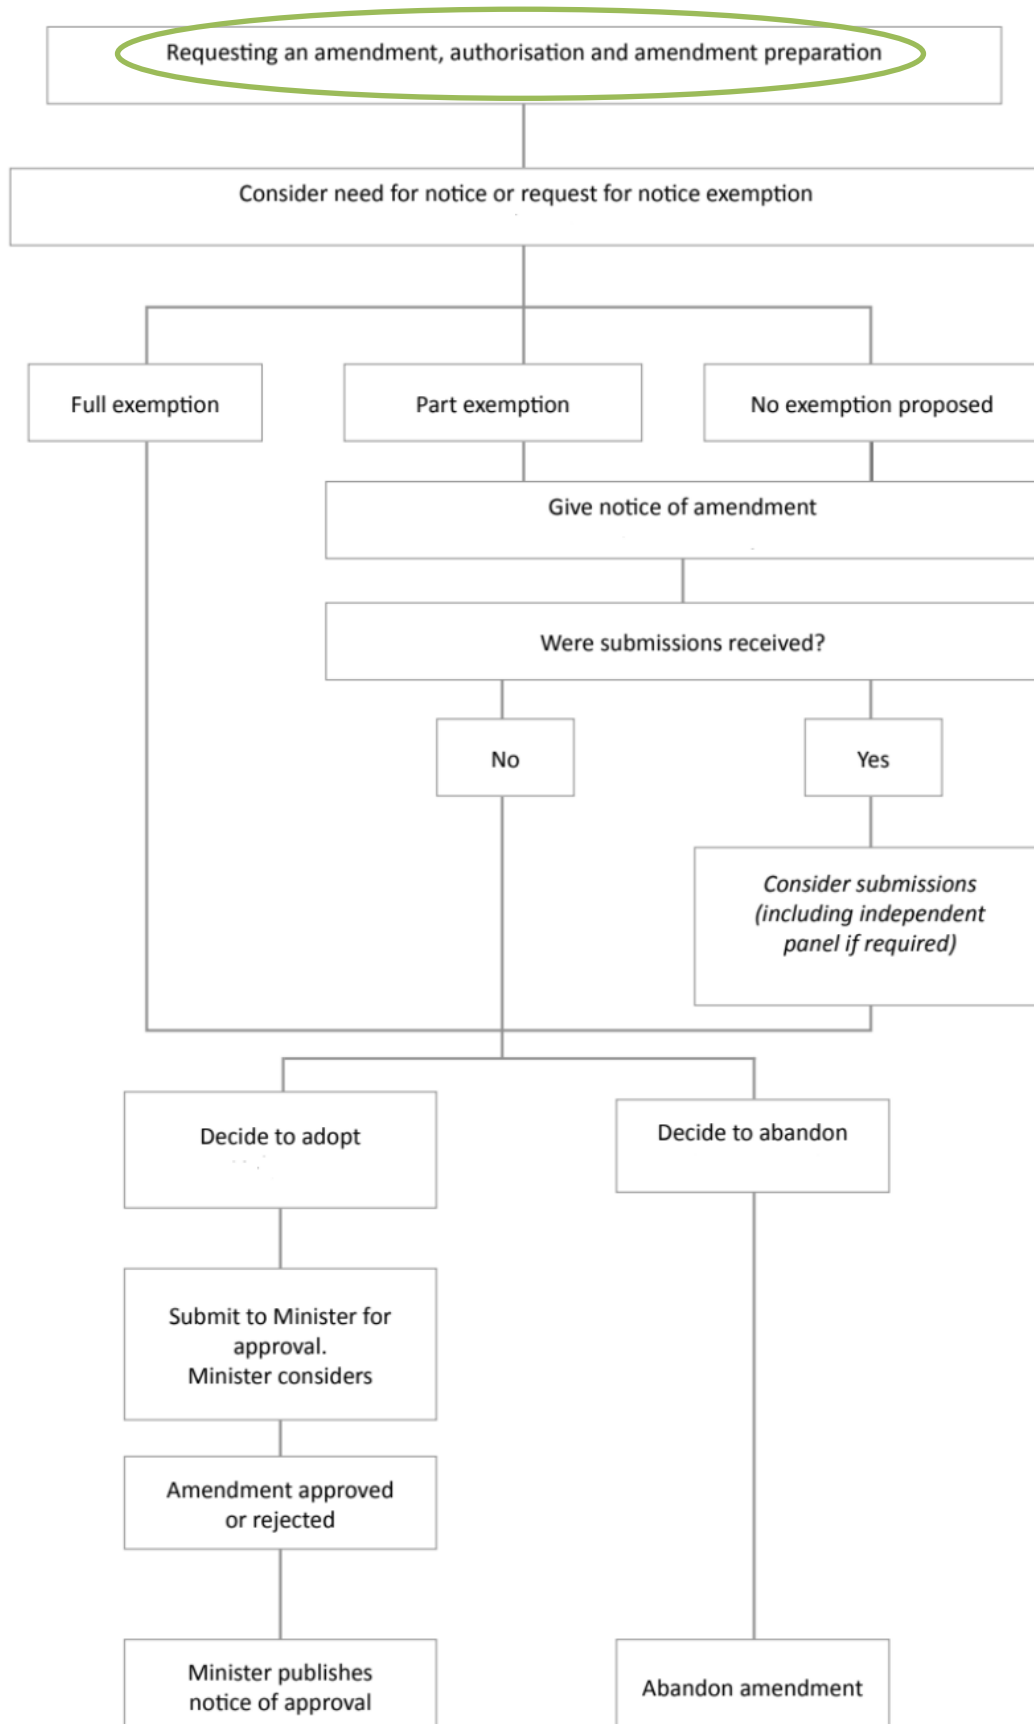 Requesting an amendment, authorisation and amendment preparation
Consider need for notice or request for notice exemption
Full exemption
Part exemption
No exemption proposed
Give notice of amendment
Were submissions received?
No
Yes
Consider submissions
(including independent
panel if required)
Decide to adopt
Decide to abandon
Submit to Minister for
approval.
Minister considers
Amendment approved
or rejected
Minister publishes
notice of approval
Abandon amendment